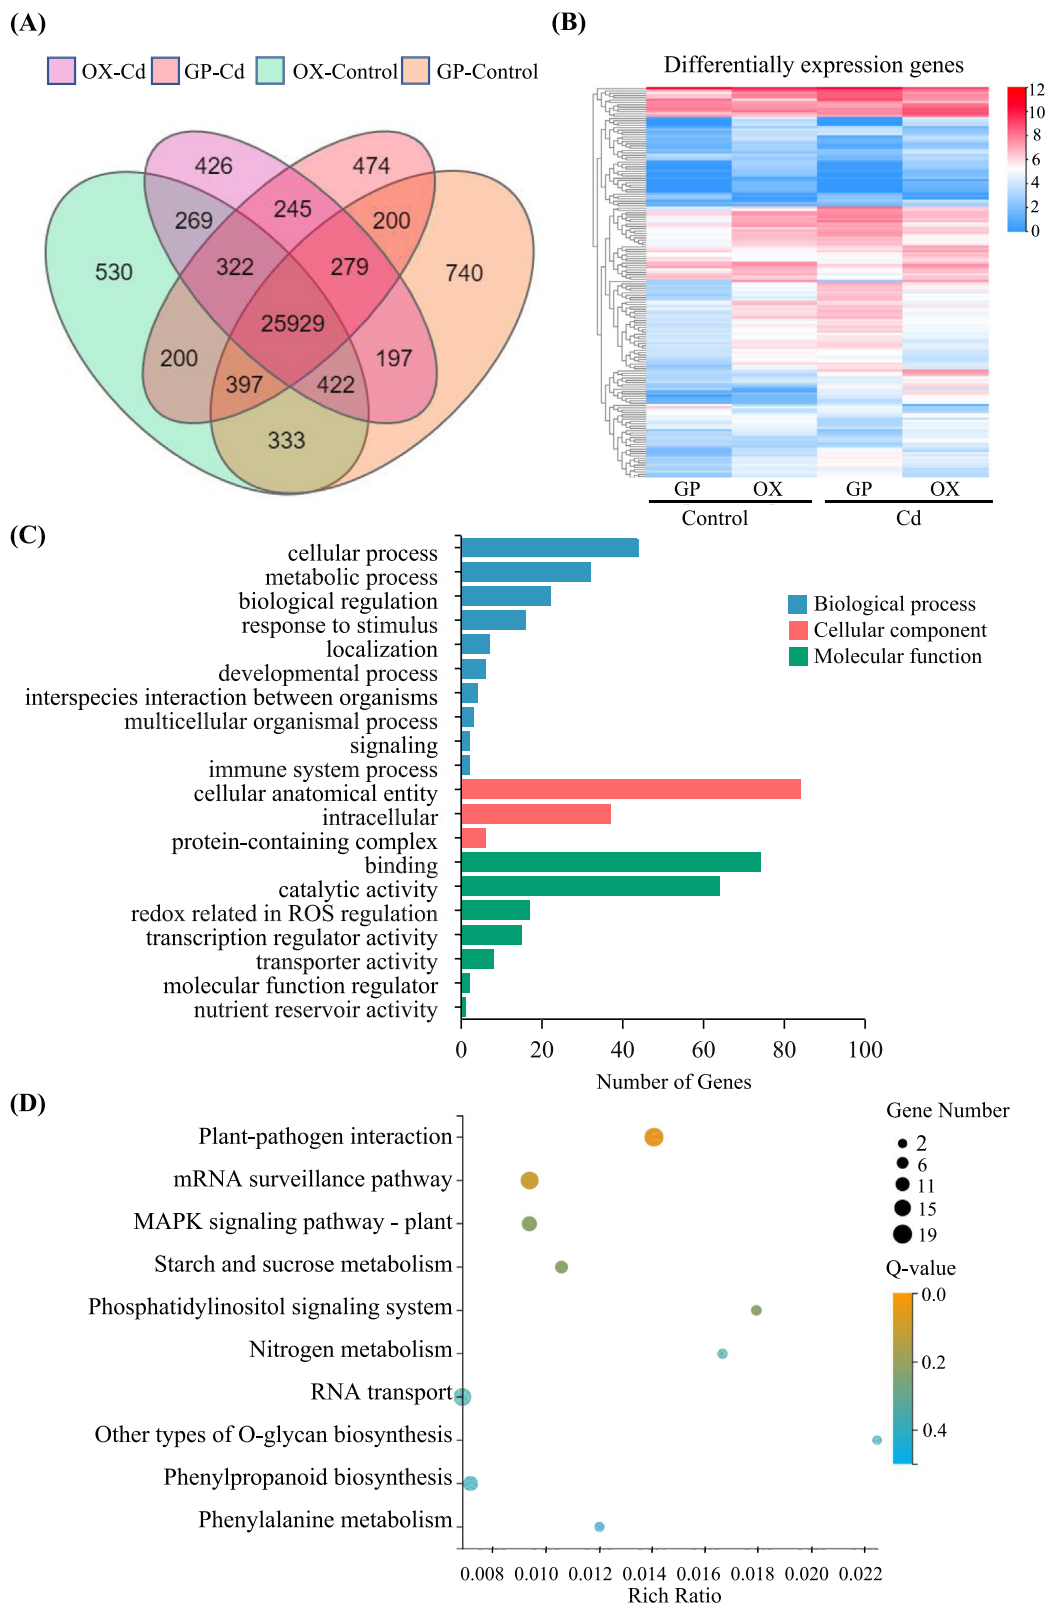 (A)
OX-Cd GP-Cd OX-Control GP-Control
426 474
269 245 200
530 322 279 740
25929
200 397 422 197
333
(B)
Differentially expression genes
12
10
8
6
4
2
0
GP OX GP OX
Control Cd
(C)
cellular process
metabolic process
biological regulation
response to stimulus
localization
developmental process
interspecies interaction between organisms
multicellular organismal process
signaling
immune system process
cellular anatomical entity
intracellular
protein-containing complex
binding
catalytic activity
redox related in ROS regulation
transcription regulator activity
transporter activity
molecular function regulator
nutrient reservoir activity
0 20 40 60 80 100
Number of Genes
Biological process
Cellular component
Molecular function
(D)
Plant-pathogen interaction
mRNA surveillance pathway
MAPK signaling pathway - plant
Starch and sucrose metabolism
Phosphatidylinositol signaling system
Nitrogen metabolism
RNA transport
Other types of O-glycan biosynthesis
Phenylpropanoid biosynthesis
Phenylalanine metabolism
0.008 0.010 0.012 0.014 0.016 0.018 0.020 0.022
Rich Ratio
Gene Number
2
6
11
15
19
Q-value
0.0
0.2
0.4